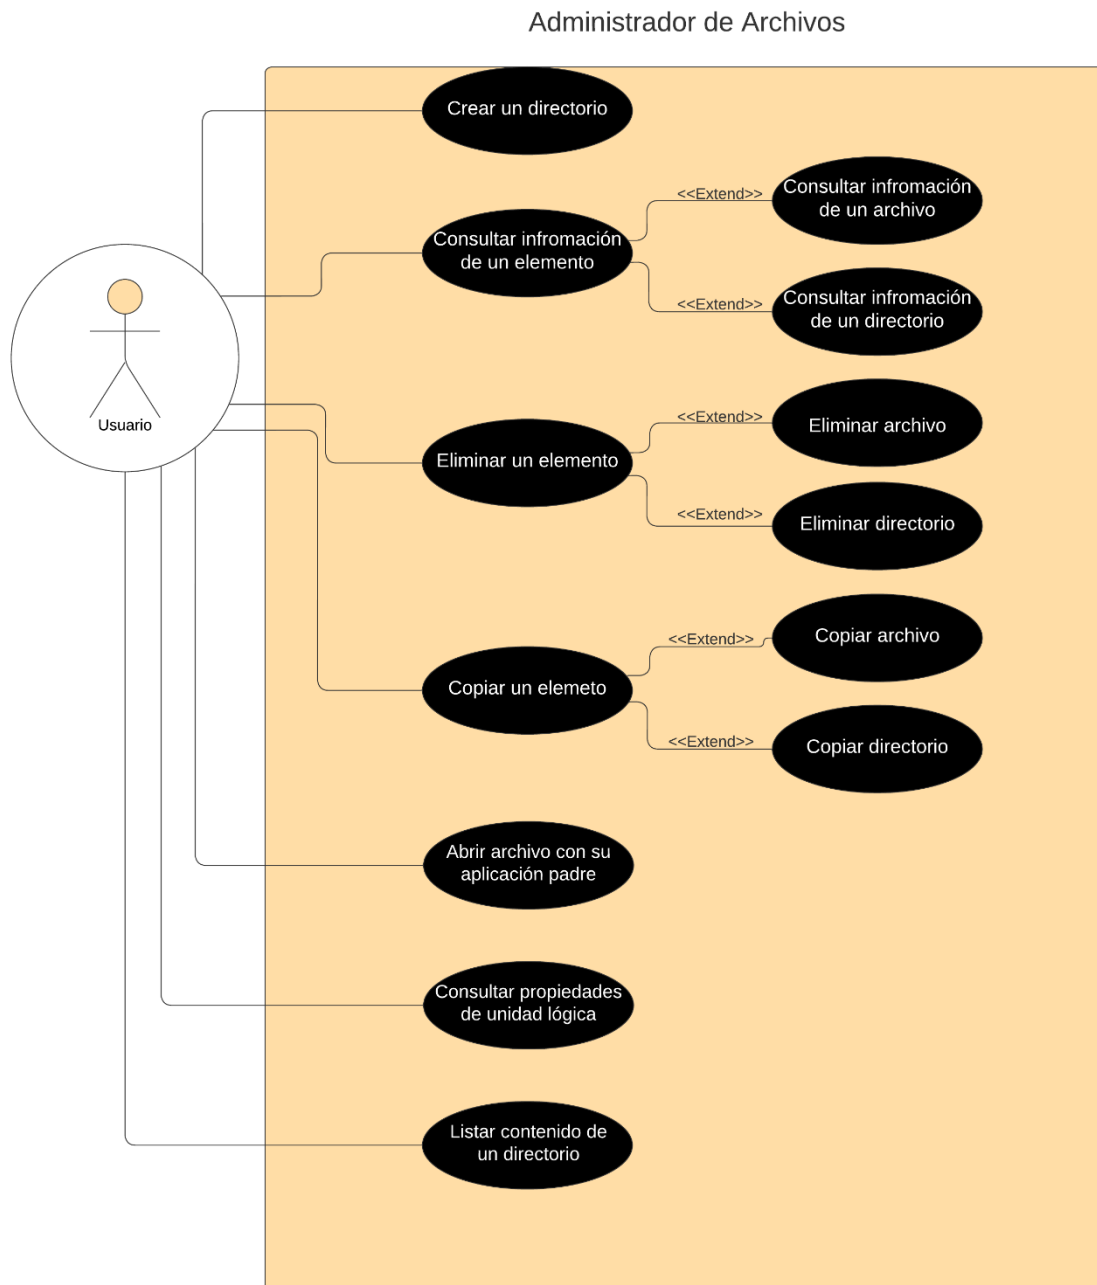 Administrador de Archivos
Crear un directorio
<<Extend>>
Consultar infromación
de un archivo
Consultar infromación
de un elemento
<<Extend>>
Consultar infromación
de un directorio
Usuario
<<Extend>>
Eliminar archivo
Eliminar un elemento
<<Extend>>
Eliminar directorio
<<Extend>>
Copiar archivo
Copiar un elemeto
<<Extend>>
Copiar directorio
Abrir archivo con su
aplicación padre
Consultar propiedades
de unidad lógica
Listar contenido de
un directorio